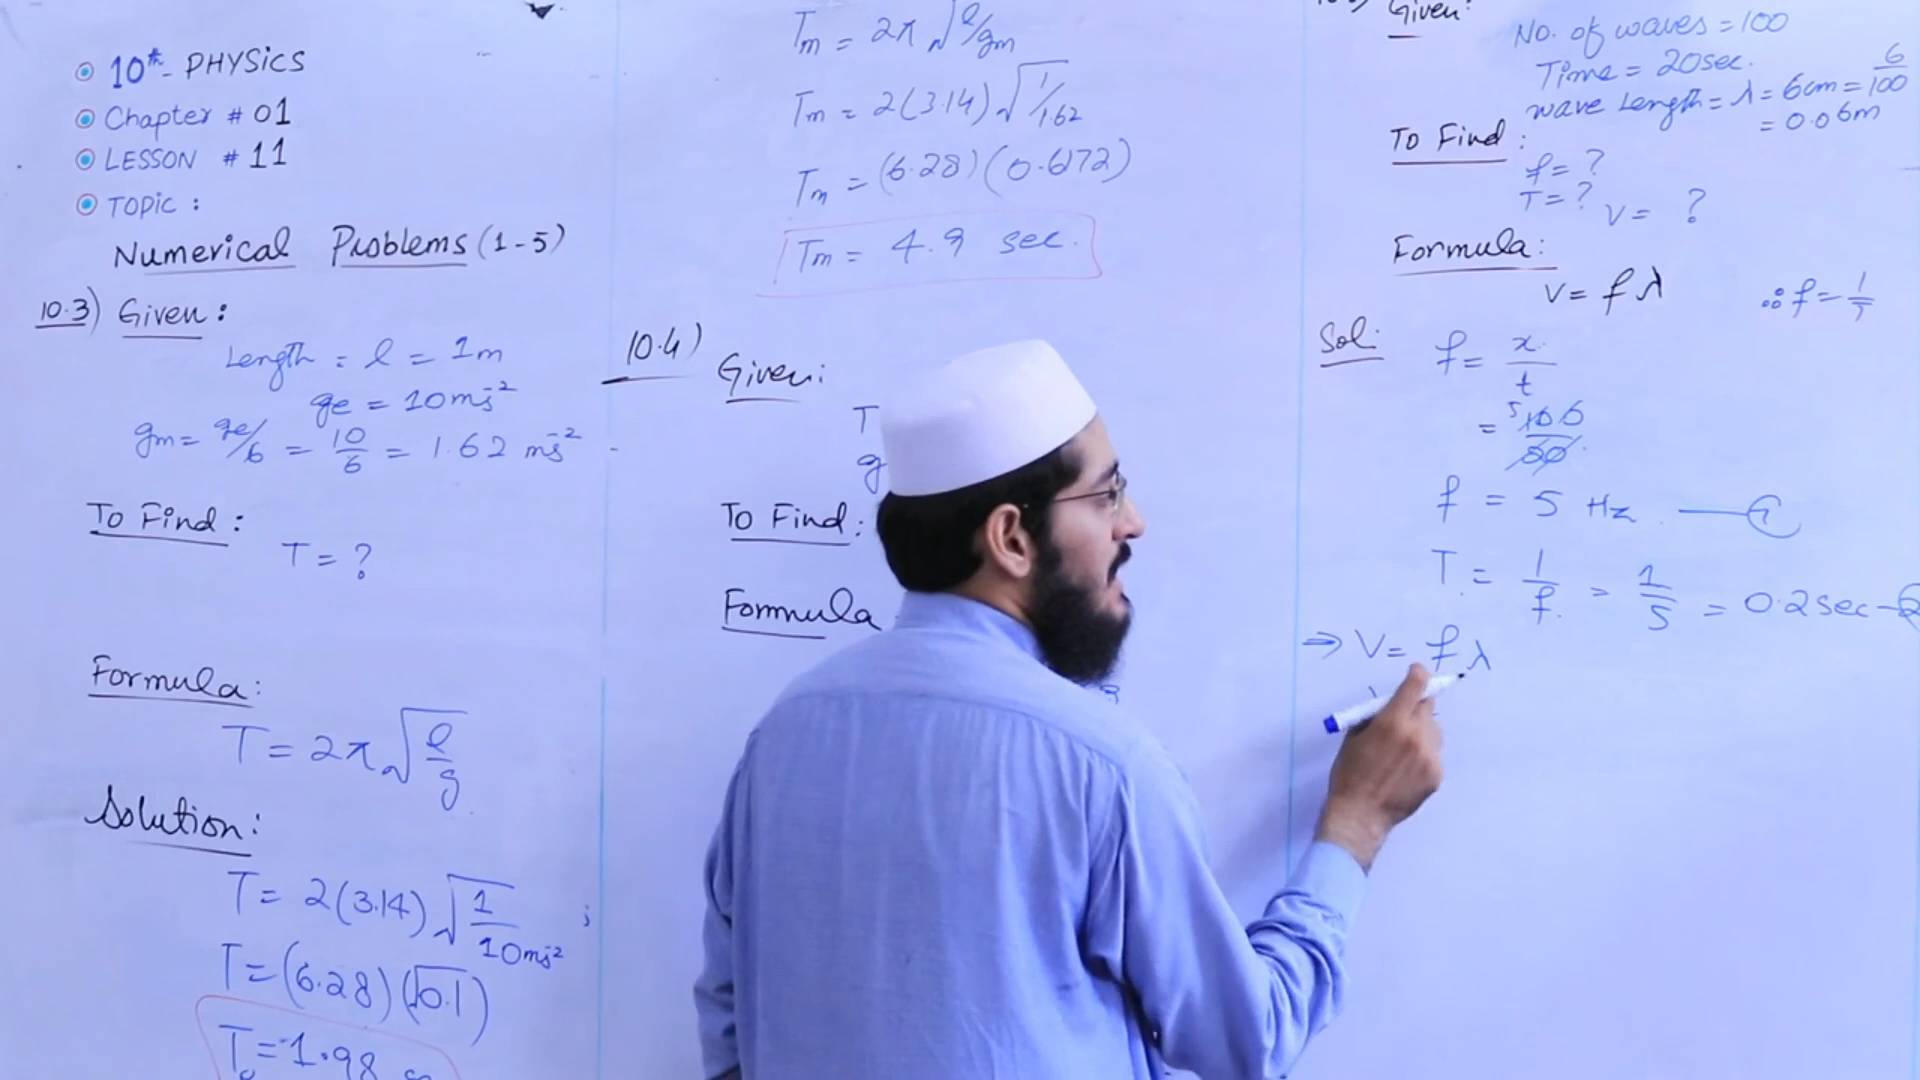 10th PHYSICS
Chapter # 01
LESSON # 11
TOPIC :
Numerical Problems (1-5)
10.3) Given :
Length = l = 1m
ge = 10ms⁻²
gm = ge/6 = 10/6 = 1.62 ms⁻²
To Find :
T = ?
Formula :
T = 2π√(l/g)
Solution :
T = 2(3.14)√(1/10ms⁻²) ;
T = (6.28)(√0.1)
T = 1.98
Tm = 2π√(l/gm)
Tm = 2(3.14)√(1/1.62)
Tm = (6.28)(0.6172)
Tm = 4.9 sec.
10.4)
Given :
T
g
To Find :
Formula
Given :
No. of waves = 100
Time = 20sec.
wave Length = λ = 6cm = 6/100
= 0.06m
To Find :
f = ?
T = ?
V = ?
Formula :
V = fλ ∴ f = 1/T
Sol:
f = x/t
f = 5 Hz
T = 1/f = 1/5 = 0.2sec
⇒ V = fλ